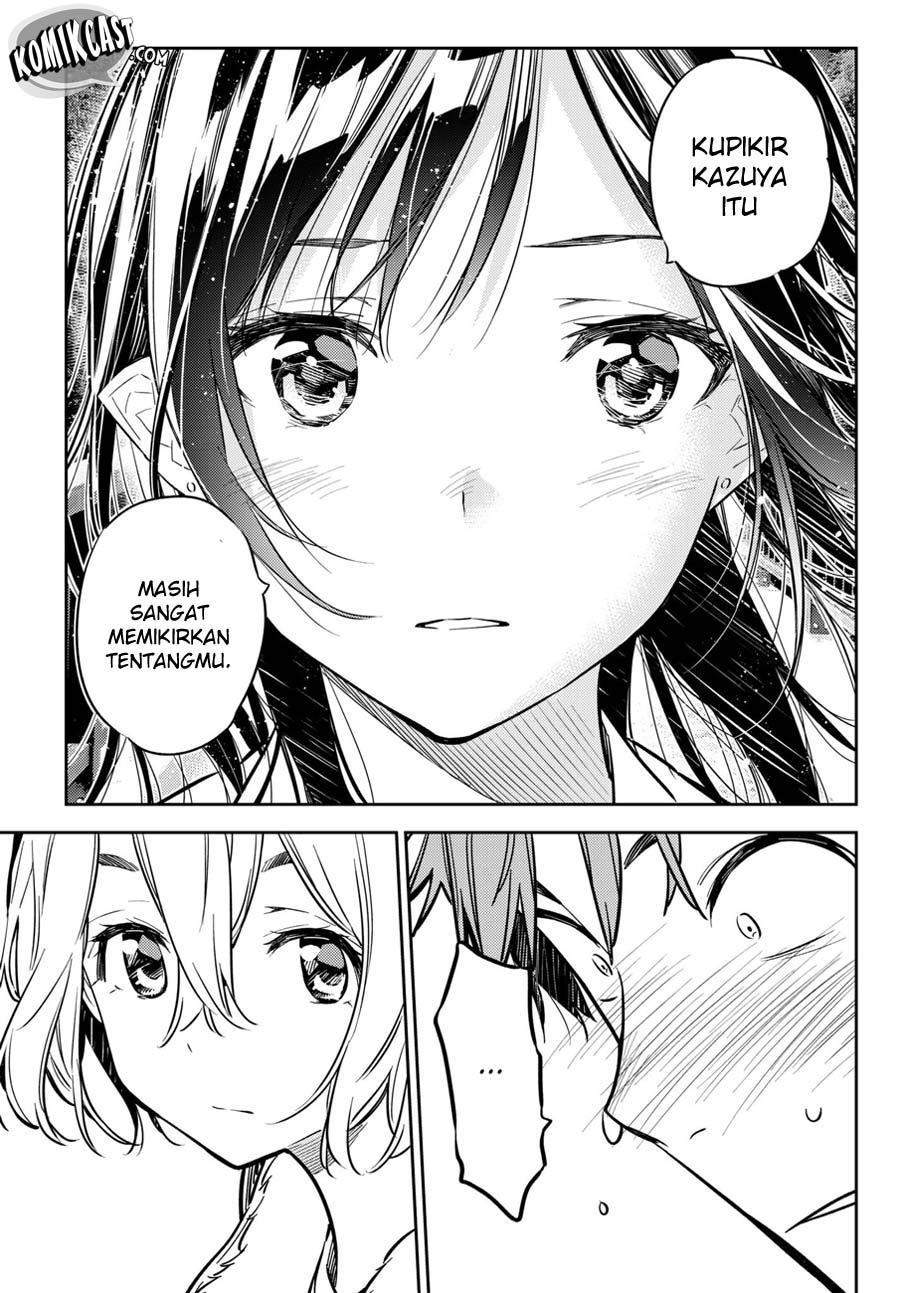 KOMIKCAST
.COM
KUPIKIR
KAZUYA
ITU
MASIH
SANGAT
MEMIKIRKAN
TENTANGMU.
...